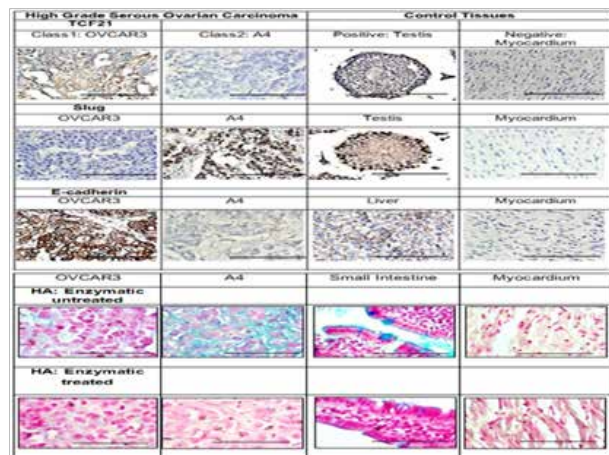 High Grade Serous Ovarian Carcinoma Control Tissues
TCF21
Class1: OVCAR3 Class2: A4 Positive: Testis Negative:
Myocardium
Slug
OVCAR3 A4 Testis Myocardium
E-cadherin
OVCAR3 A4 Liver Myocardium
OVCAR3 A4 Small Intestine Myocardium
HA: Enzymatic
untreated
HA: Enzymatic
treated